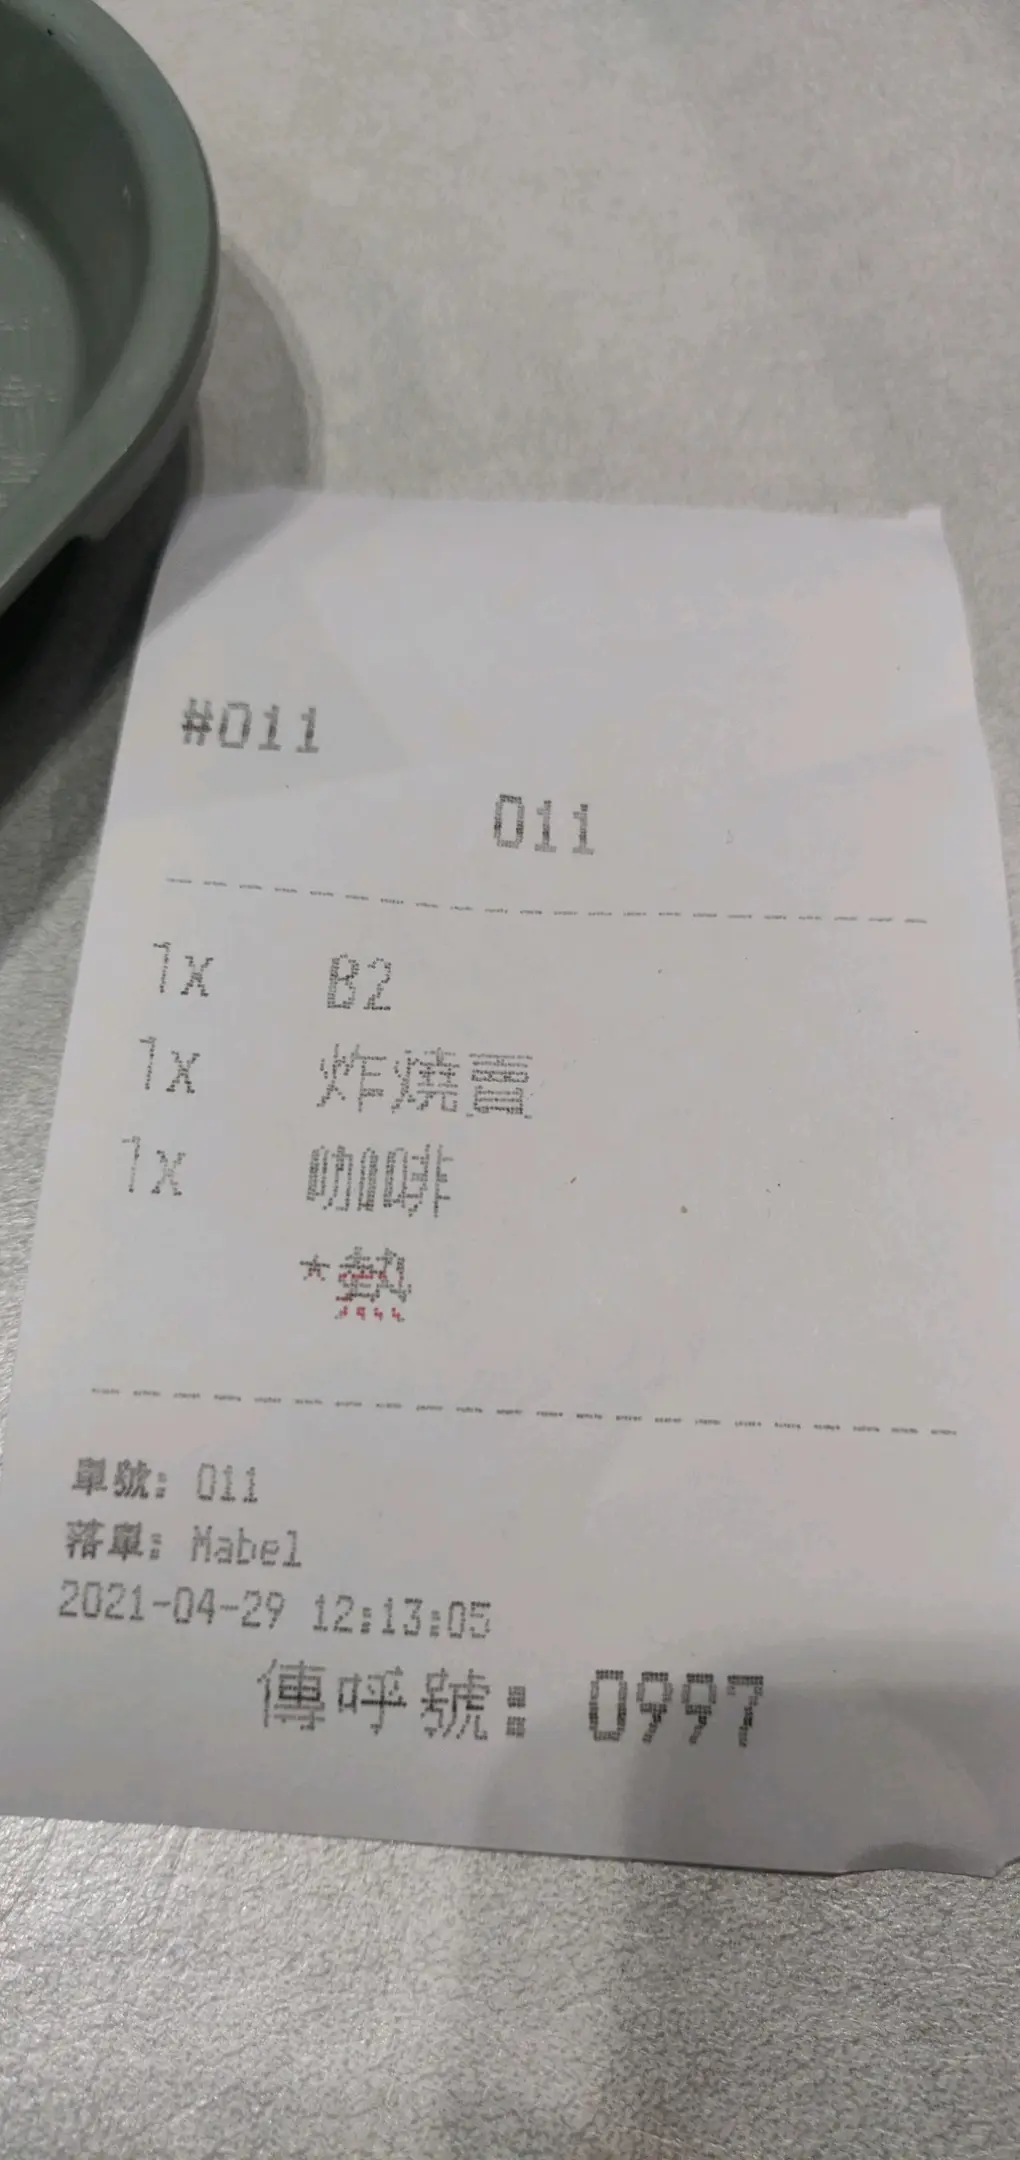 #011
011
1X B2
1X 炸燒賣
1X 咖啡
*熱
單號: 011
落單: Mabel
2021-04-29 12:13:05
傳呼號: 0997